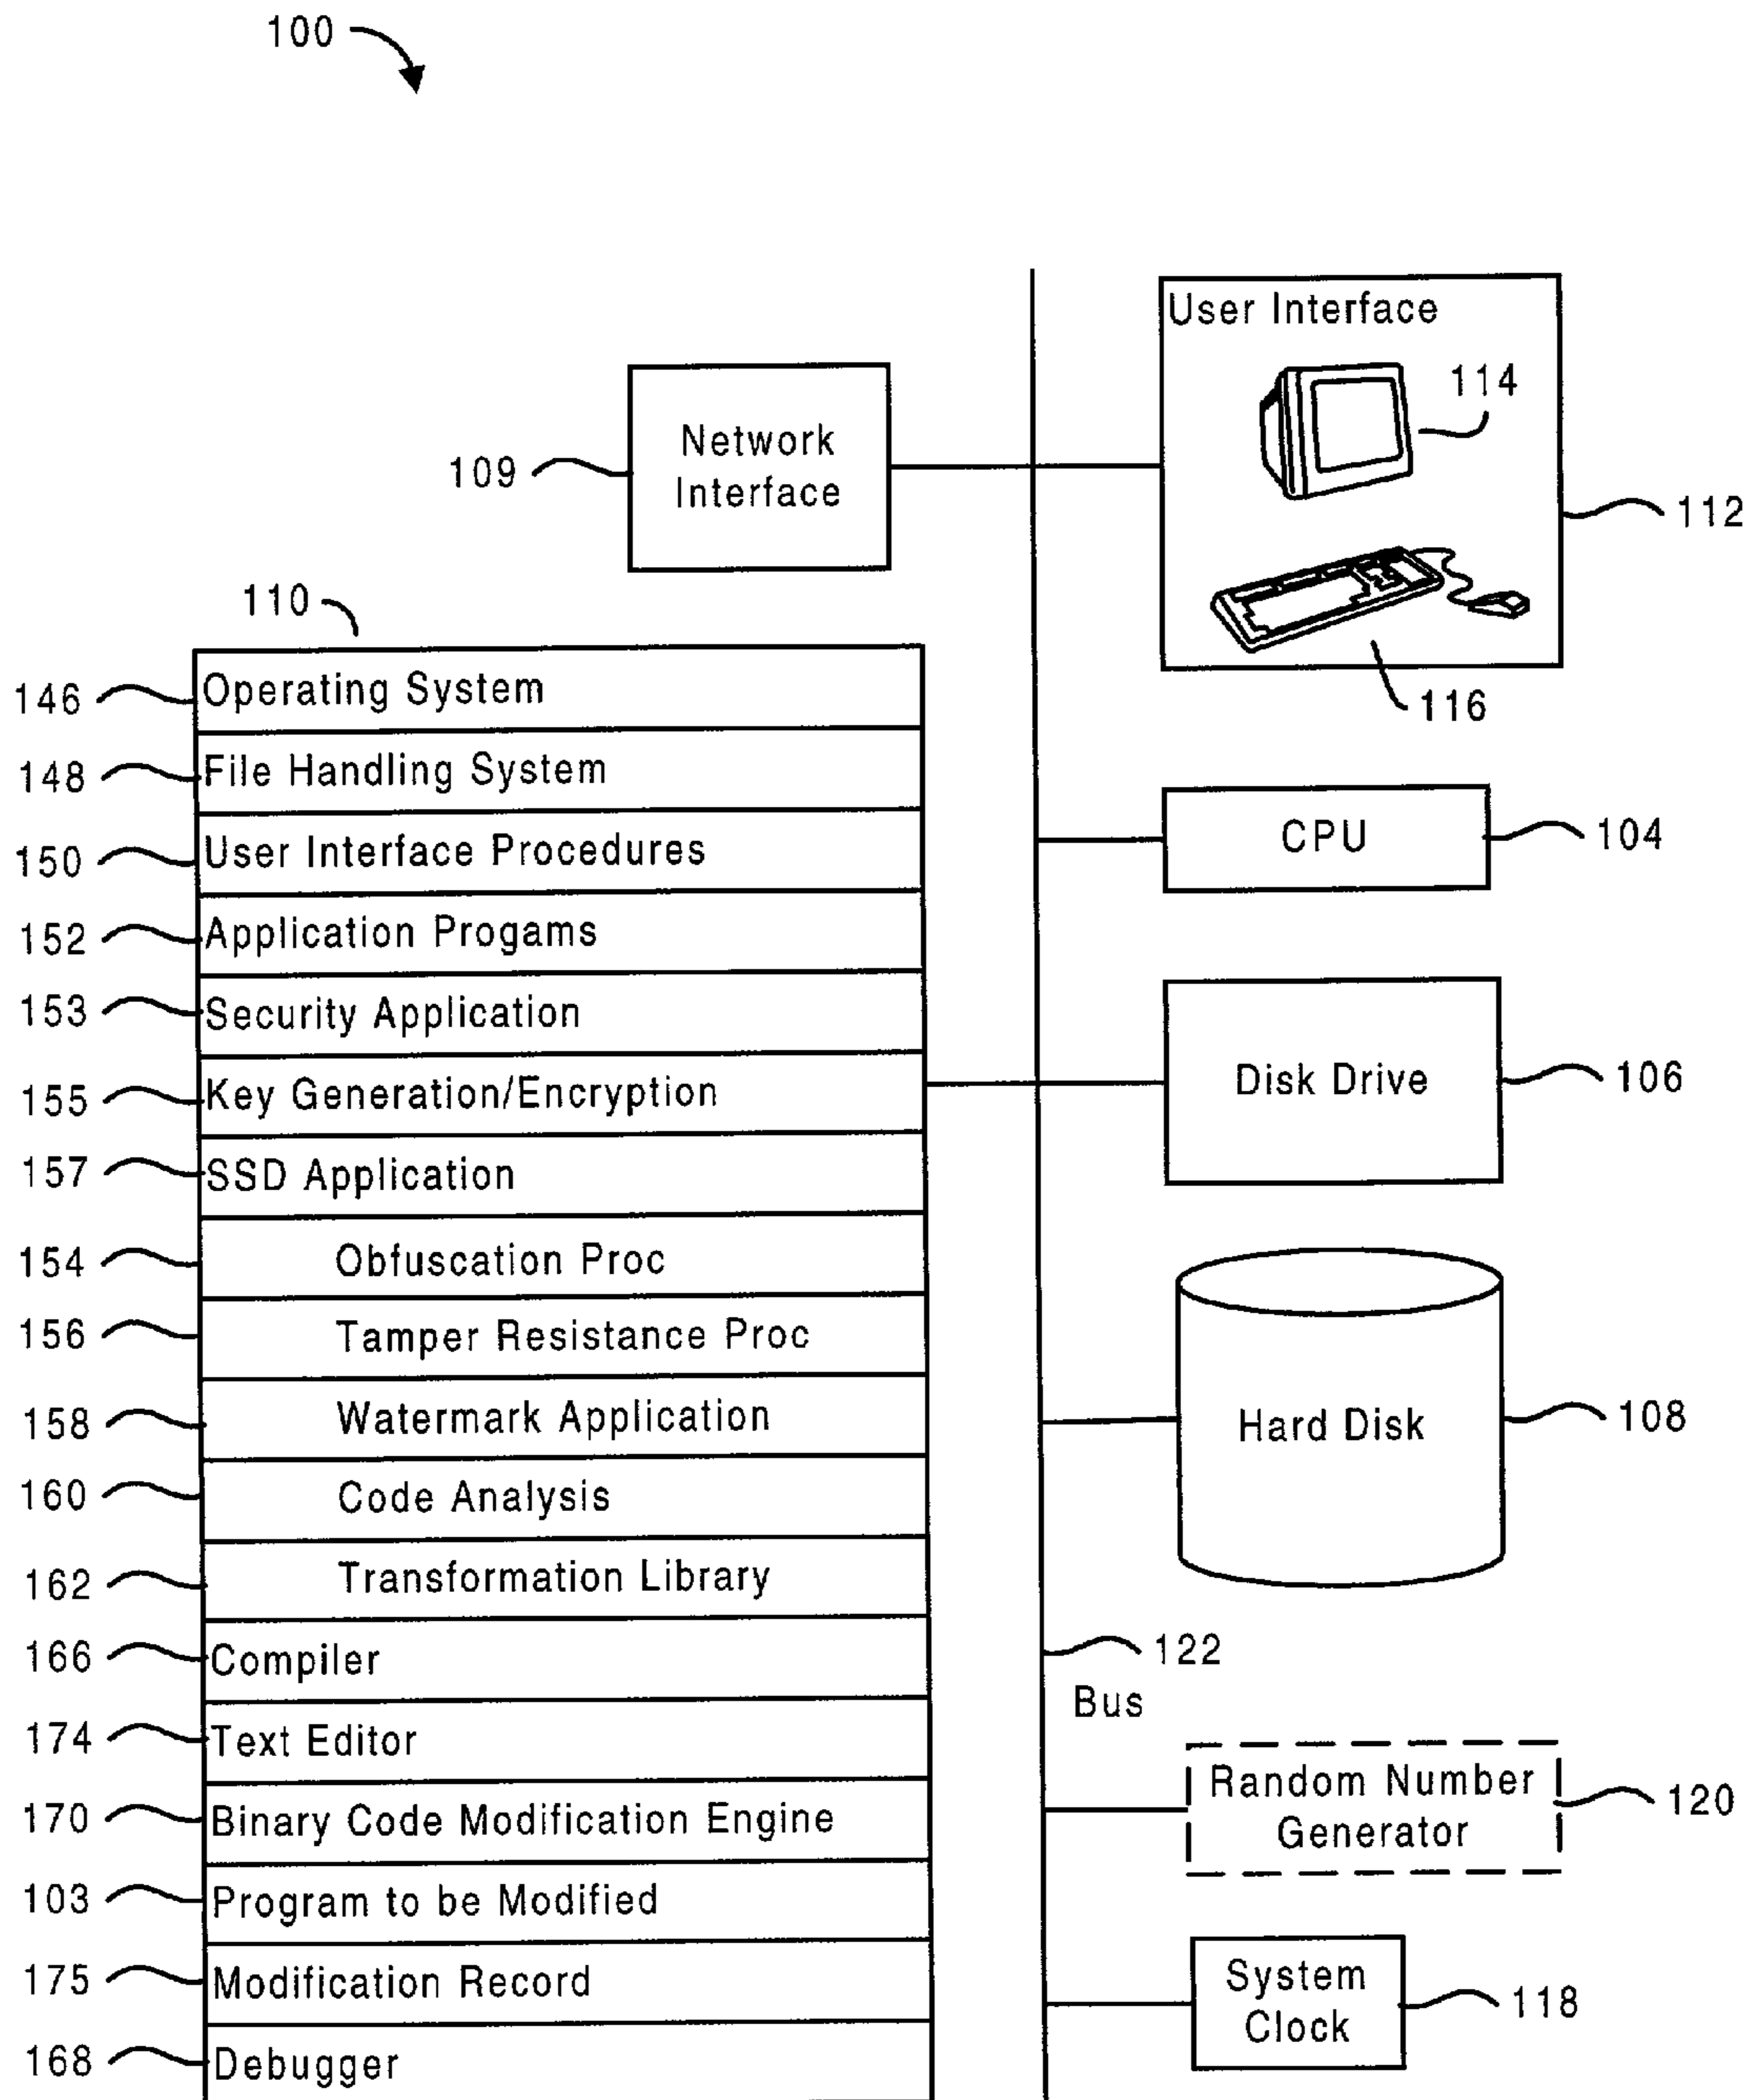 100
User Interface
114
Network
Interface
109
112
110
116
146 Operating System
148 File Handling System
150 User Interface Procedures
152 Application Progams
153 Security Application
155 Key Generation/Encryption
157 SSD Application
154 Obfuscation Proc
156 Tamper Resistance Proc
158 Watermark Application
160 Code Analysis
162 Transformation Library
166 Compiler
174 Text Editor
170 Binary Code Modification Engine
103 Program to be Modified
175 Modification Record
168 Debugger
CPU 104
Disk Drive 106
Hard Disk 108
122
Bus
Random Number
Generator
120
System
Clock
118